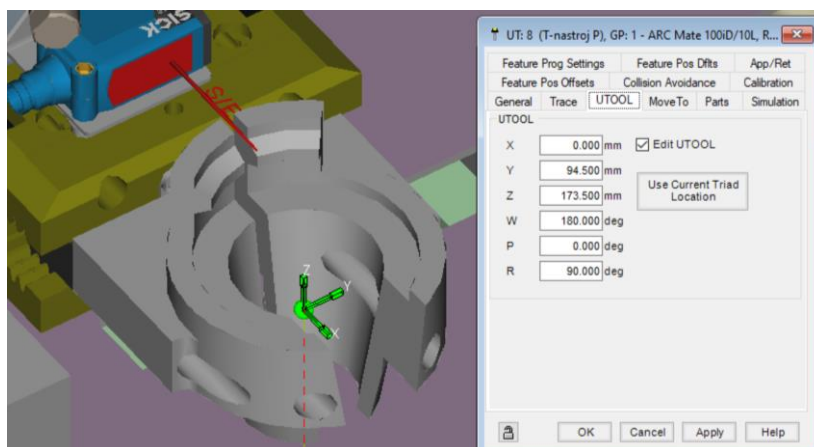 SICK
S/E
Z
Y
X
UT: 8 (T-nastroj P), GP: 1 - ARC Mate 100iD/10L, R...
Feature Prog Settings Feature Pos Dflts App/Ret
Feature Pos Offsets Collision Avoidance Calibration
General Trace UTOOL MoveTo Parts Simulation
UTOOL
X 0.000 mm Edit UTOOL
Y 94.500 mm
Z 173.500 mm Use Current Triad
Location
W 180.000 deg
P 0.000 deg
R 90.000 deg
OK Cancel Apply Help